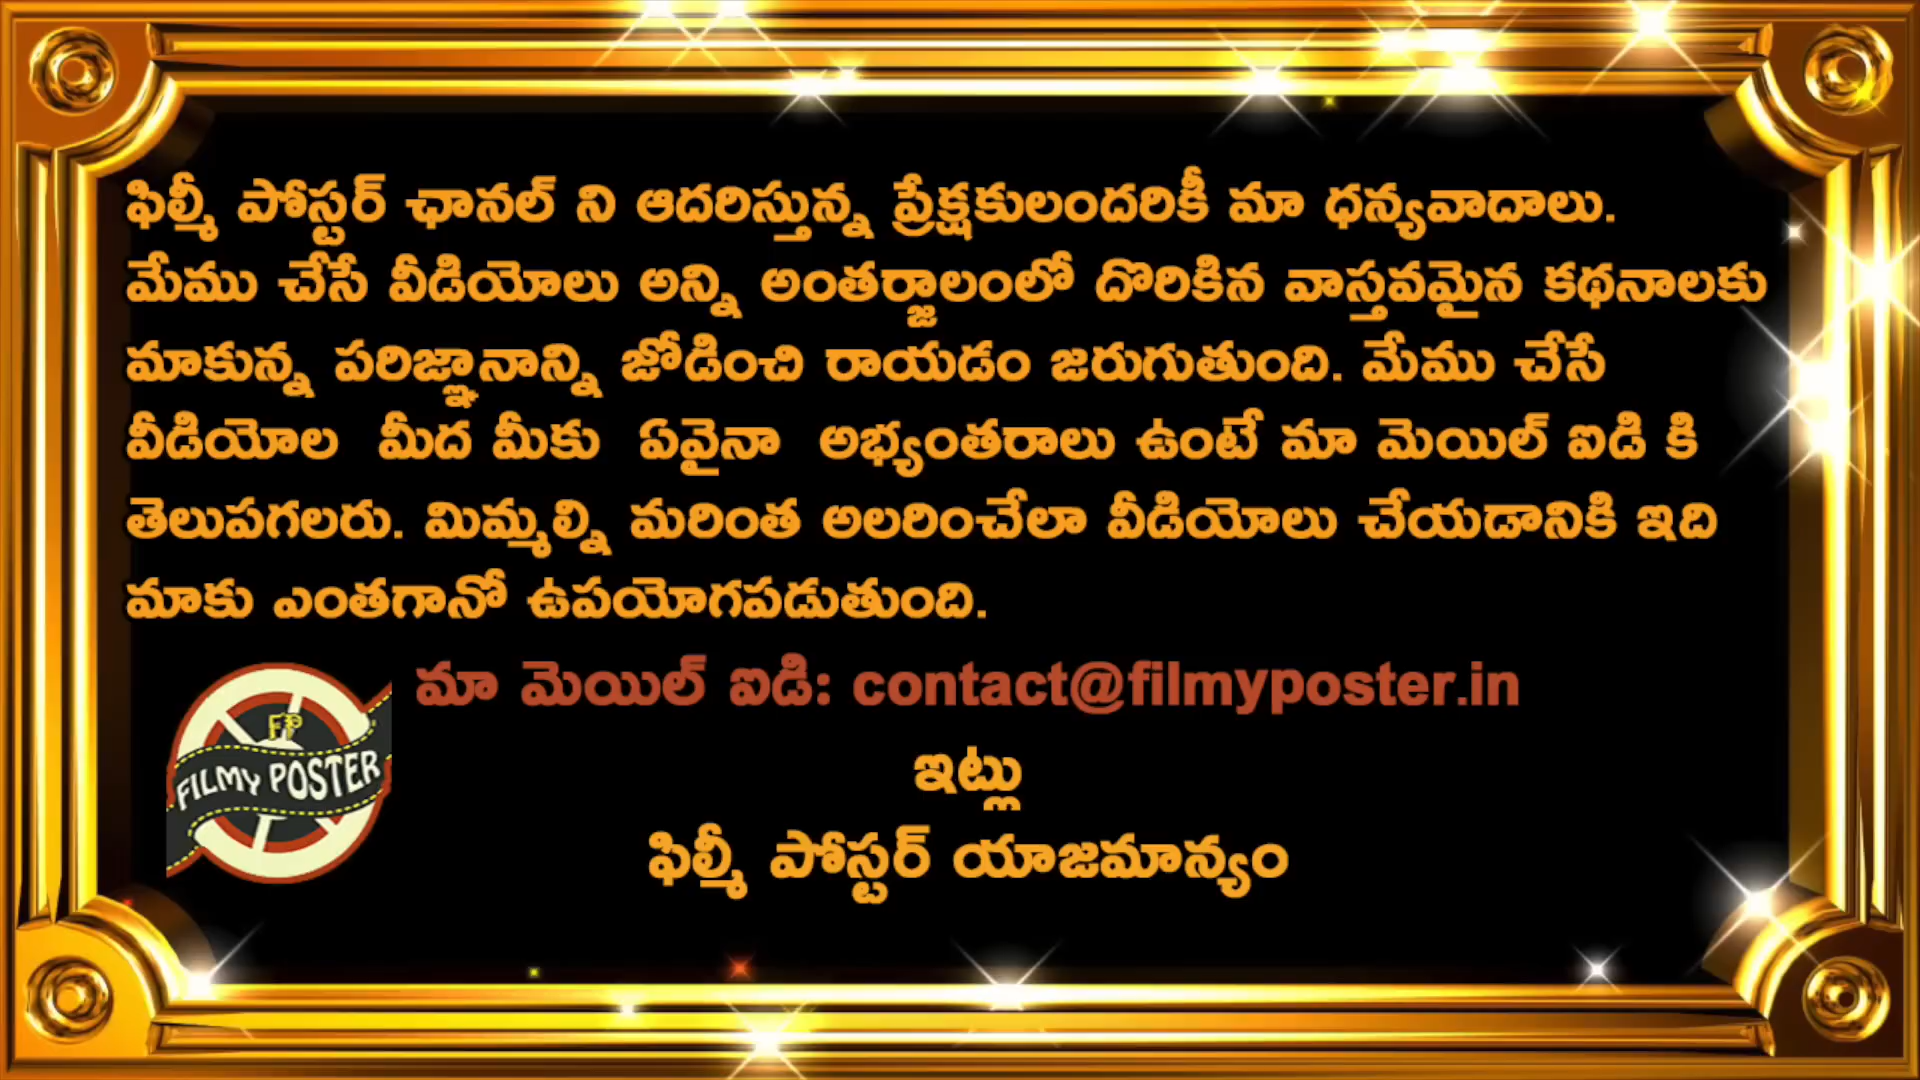 ఫిల్మీ పోస్టర్ ఛానల్ ని ఆదరిస్తున్న ప్రేక్షకులందరికీ మా ధన్యవాదాలు.
మేము చేసే వీడియోలు అన్ని అంతర్జాలంలో దొరికిన వాస్తవమైన కథనాలకు
మాకున్న పరిజ్ఞానాన్ని జోడించి రాయడం జరుగుతుంది. మేము చేసే
వీడియోల మీద మీకు ఏవైనా అభ్యంతరాలు ఉంటే మా మెయిల్ ఐడి కి
తెలుపగలరు. మిమ్మల్ని మరింత అలరించేలా వీడియోలు చేయడానికి ఇది
మాకు ఎంతగానో ఉపయోగపడుతుంది.
మా మెయిల్ ఐడి: contact@filmyposter.in
FP
FILMY POSTER
ఇట్లు
ఫిల్మీ పోస్టర్ యాజమాన్యం